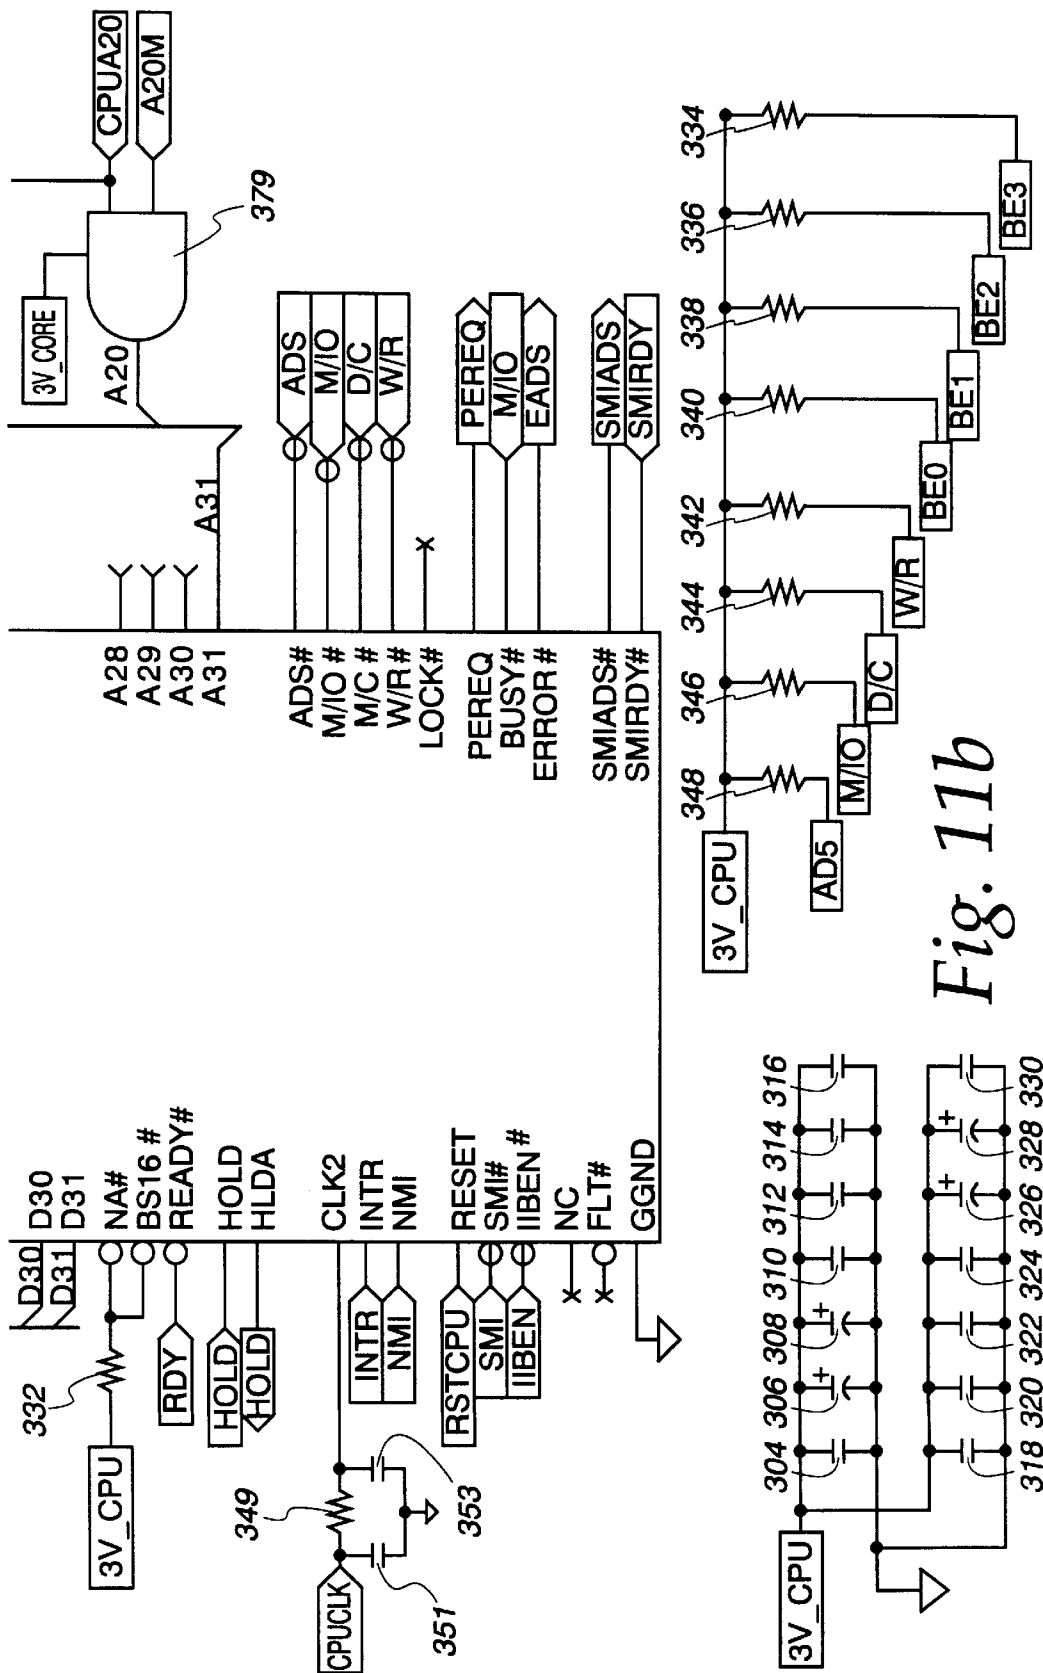 D30
D31
NA#
BS16 #
READY#
HOLD
HLDA
CLK2
INTR
NMI
RESET
SMI#
IIBEN #
NC
FLT#
GGND
D30
D31
332
3V_CPU
RDY
HOLD
HOLD
349
CPUCLK
351
353
INTR
NMI
RSTCPU
SMI
IIBEN
A28
A29
A30
A31
A31
ADS#
M/IO #
M/C #
W/R#
LOCK#
PEREQ
BUSY#
ERROR #
SMIADS#
SMIRDY#
3V_CORE
A20
CPUA20
A20M
379
ADS
M/IO
D/C
W/R
PEREQ
M/IO
EADS
SMIADS
SMIRDY
3V_CPU
304 306 308 310 312 314 316
+ +
+ +
318 320 322 324 326 328 330
3V_CPU
348 346 344 342 340 338 336 334
AD5
M/IO
D/C
W/R
BE0
BE1
BE2
BE3
Fig. 11b